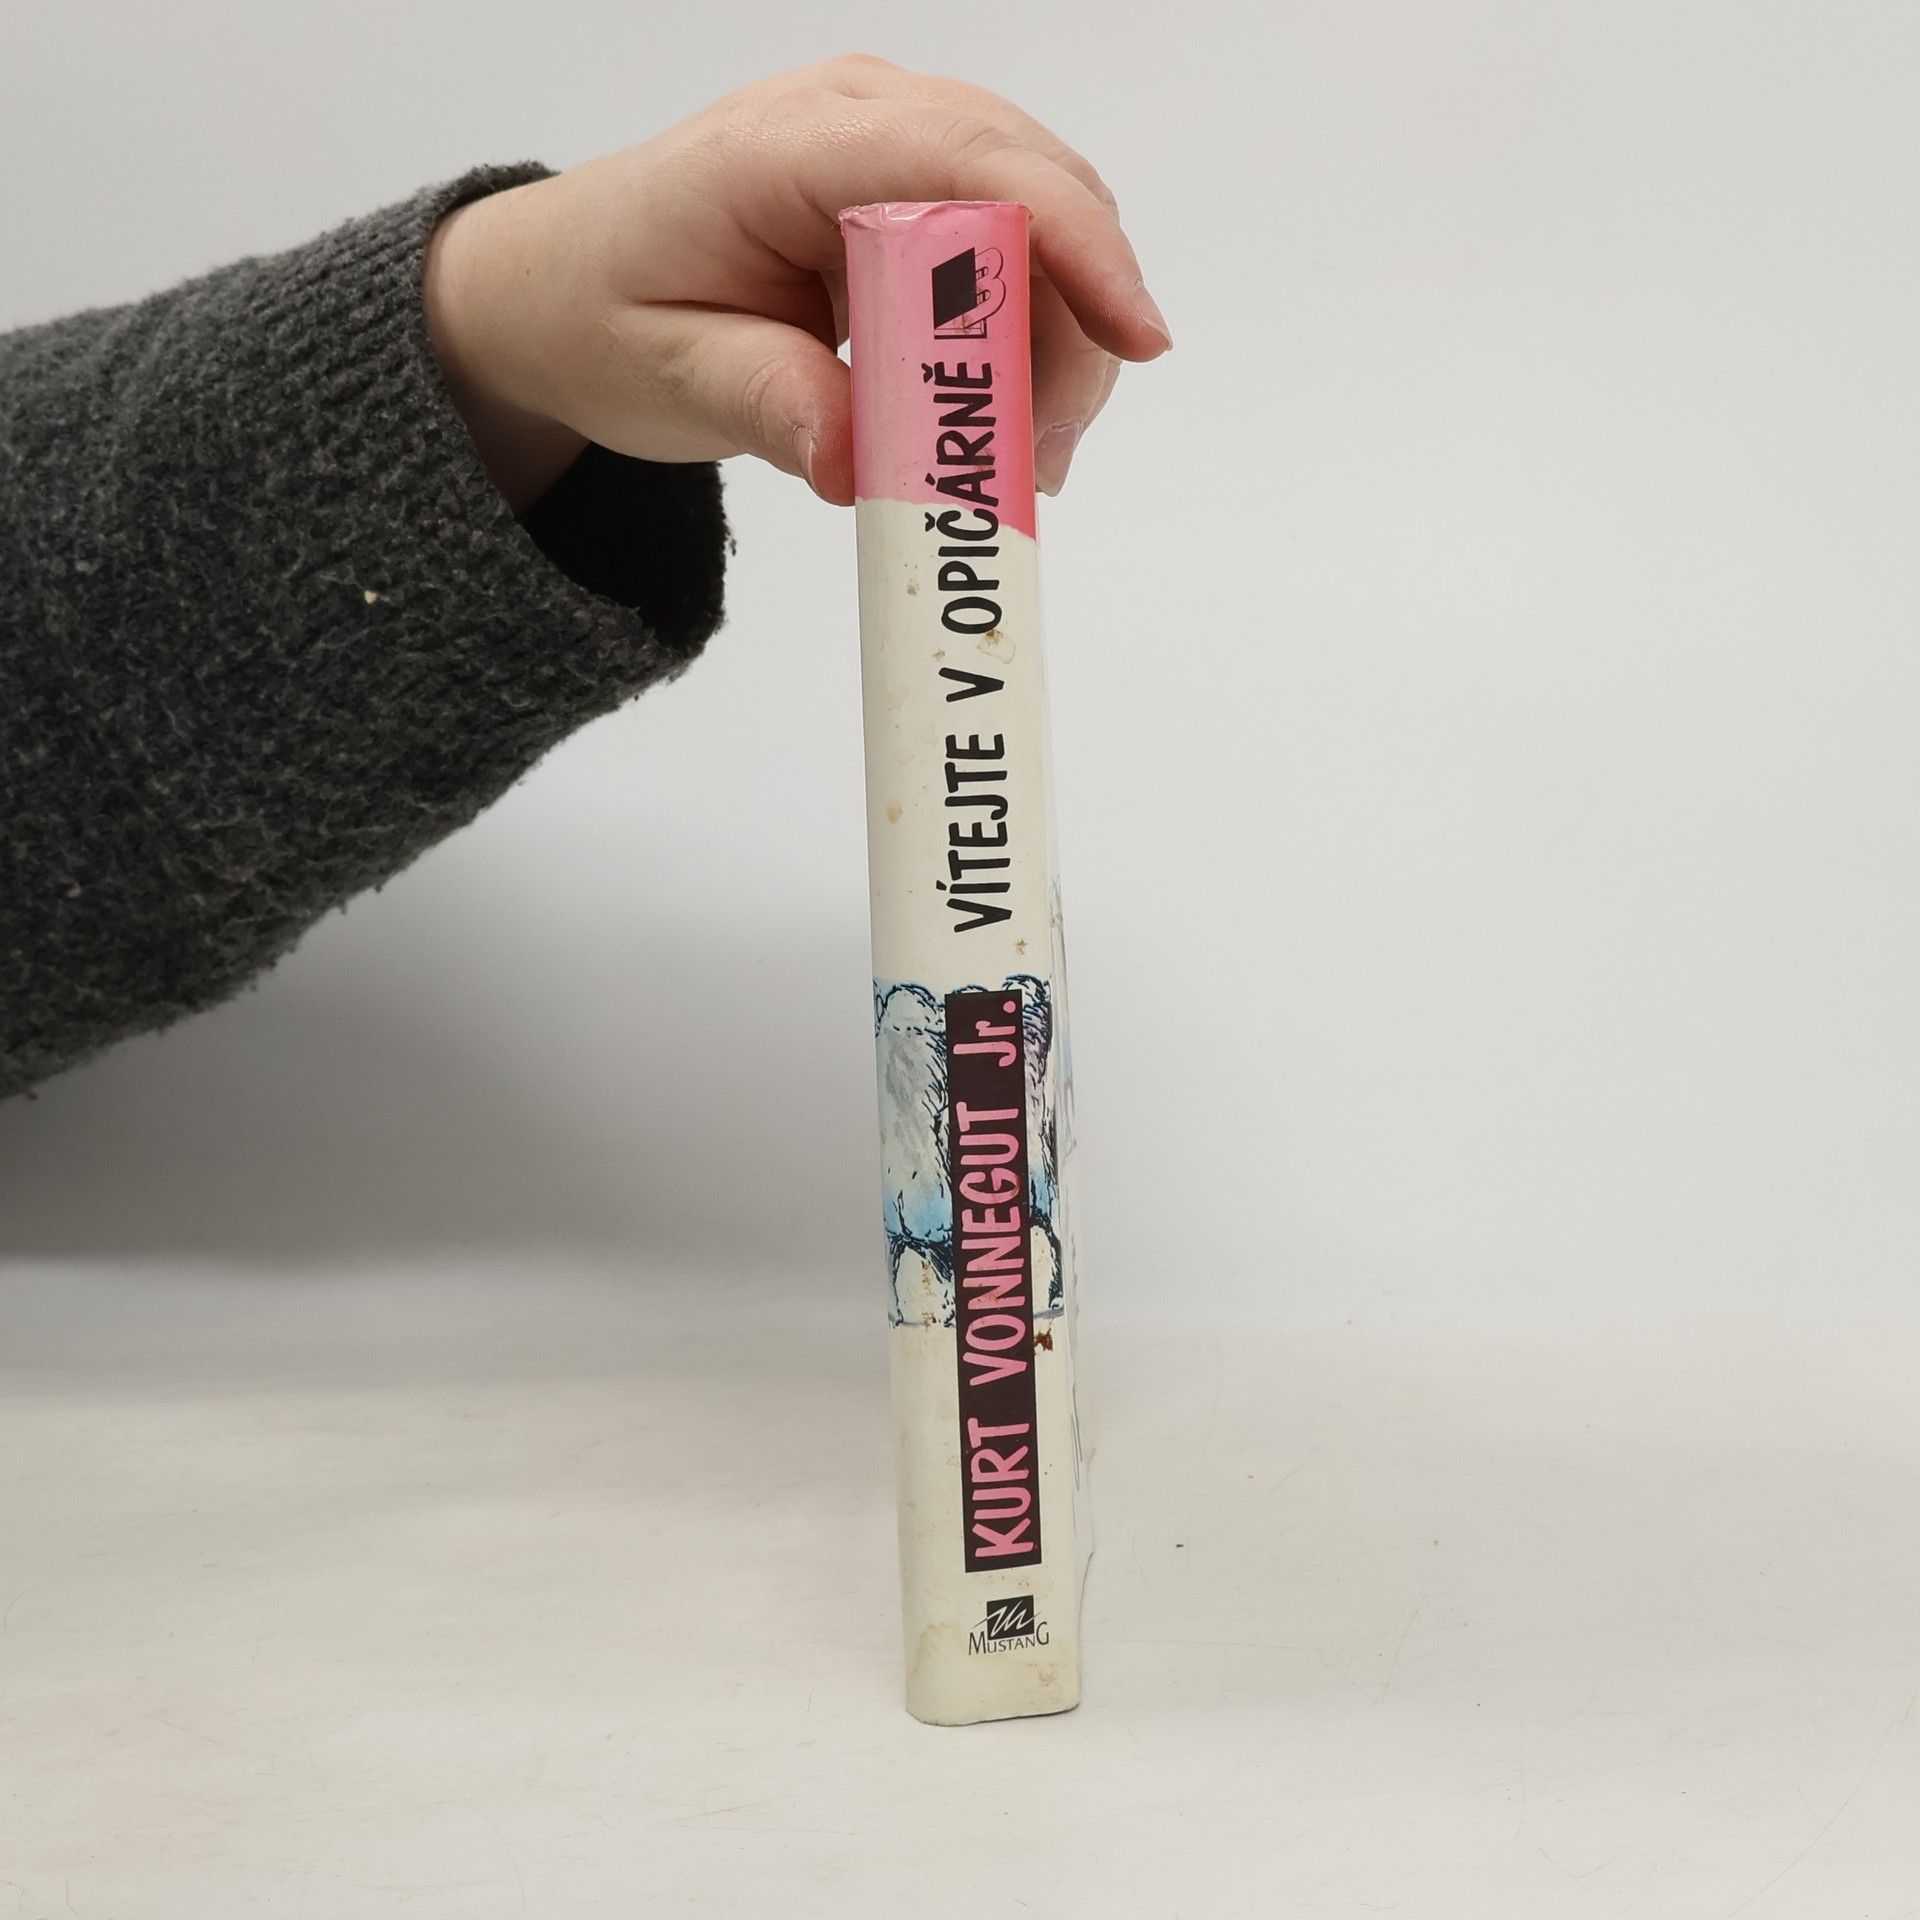 VÍTEJTE V OPIČÁRNĚ
KURT VONNEGUT Jr.
MUSTANG